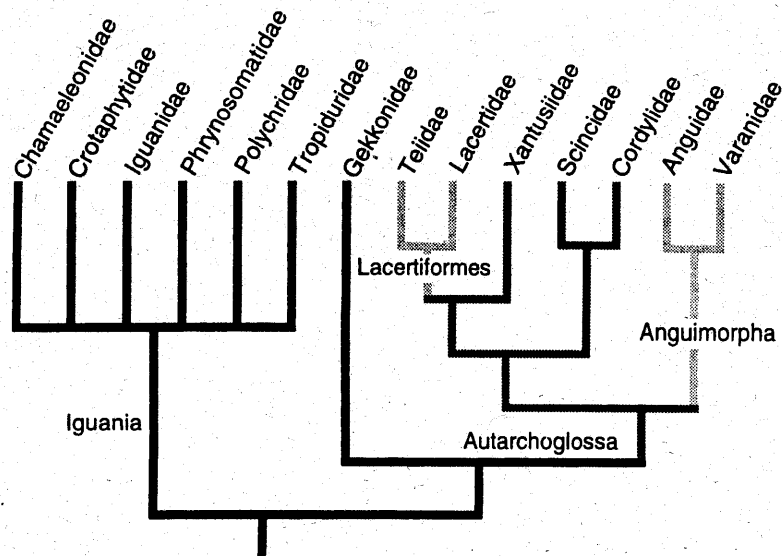 Chamaeleonidae
Crotaphytidae
Iguanidae
Phrynosomatidae
Polychridae
Tropiduridae
Gekkonidae
Teiidae
Lacertidae
Xantusiidae
Scincidae
Cordylidae
Anguidae
Varanidae
Lacertiformes
Anguimorpha
Iguania
Autarchoglossa